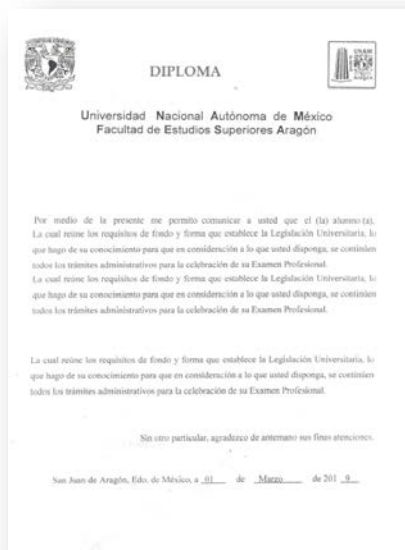 DIPLOMA
UNAM
Universidad Nacional Autónoma de México
Facultad de Estudios Superiores Aragón
Por medio de la presente me permito comunicar a usted que el (la) alumno (a).
La cual reúne los requisitos de fondo y forma que establece la Legislación Universitaria, lo
que hago de su conocimiento para que en consideración a lo que usted disponga, se continúen
todos los trámites administrativos para la celebración de su Examen Profesional.
La cual reúne los requisitos de fondo y forma que establece la Legislación Universitaria, lo
que hago de su conocimiento para que en consideración a lo que usted disponga, se continúen
todos los trámites administrativos para la celebración de su Examen Profesional.
La cual reúne los requisitos de fondo y forma que establece la Legislación Universitaria, lo
que hago de su conocimiento para que en consideración a lo que usted disponga, se continúen
todos los trámites administrativos para la celebración de su Examen Profesional.
Sin otro particular, agradezco de antemano sus finas atenciones.
San Juan de Aragón, Edo. de México, a 01 de Marzo de 201 9